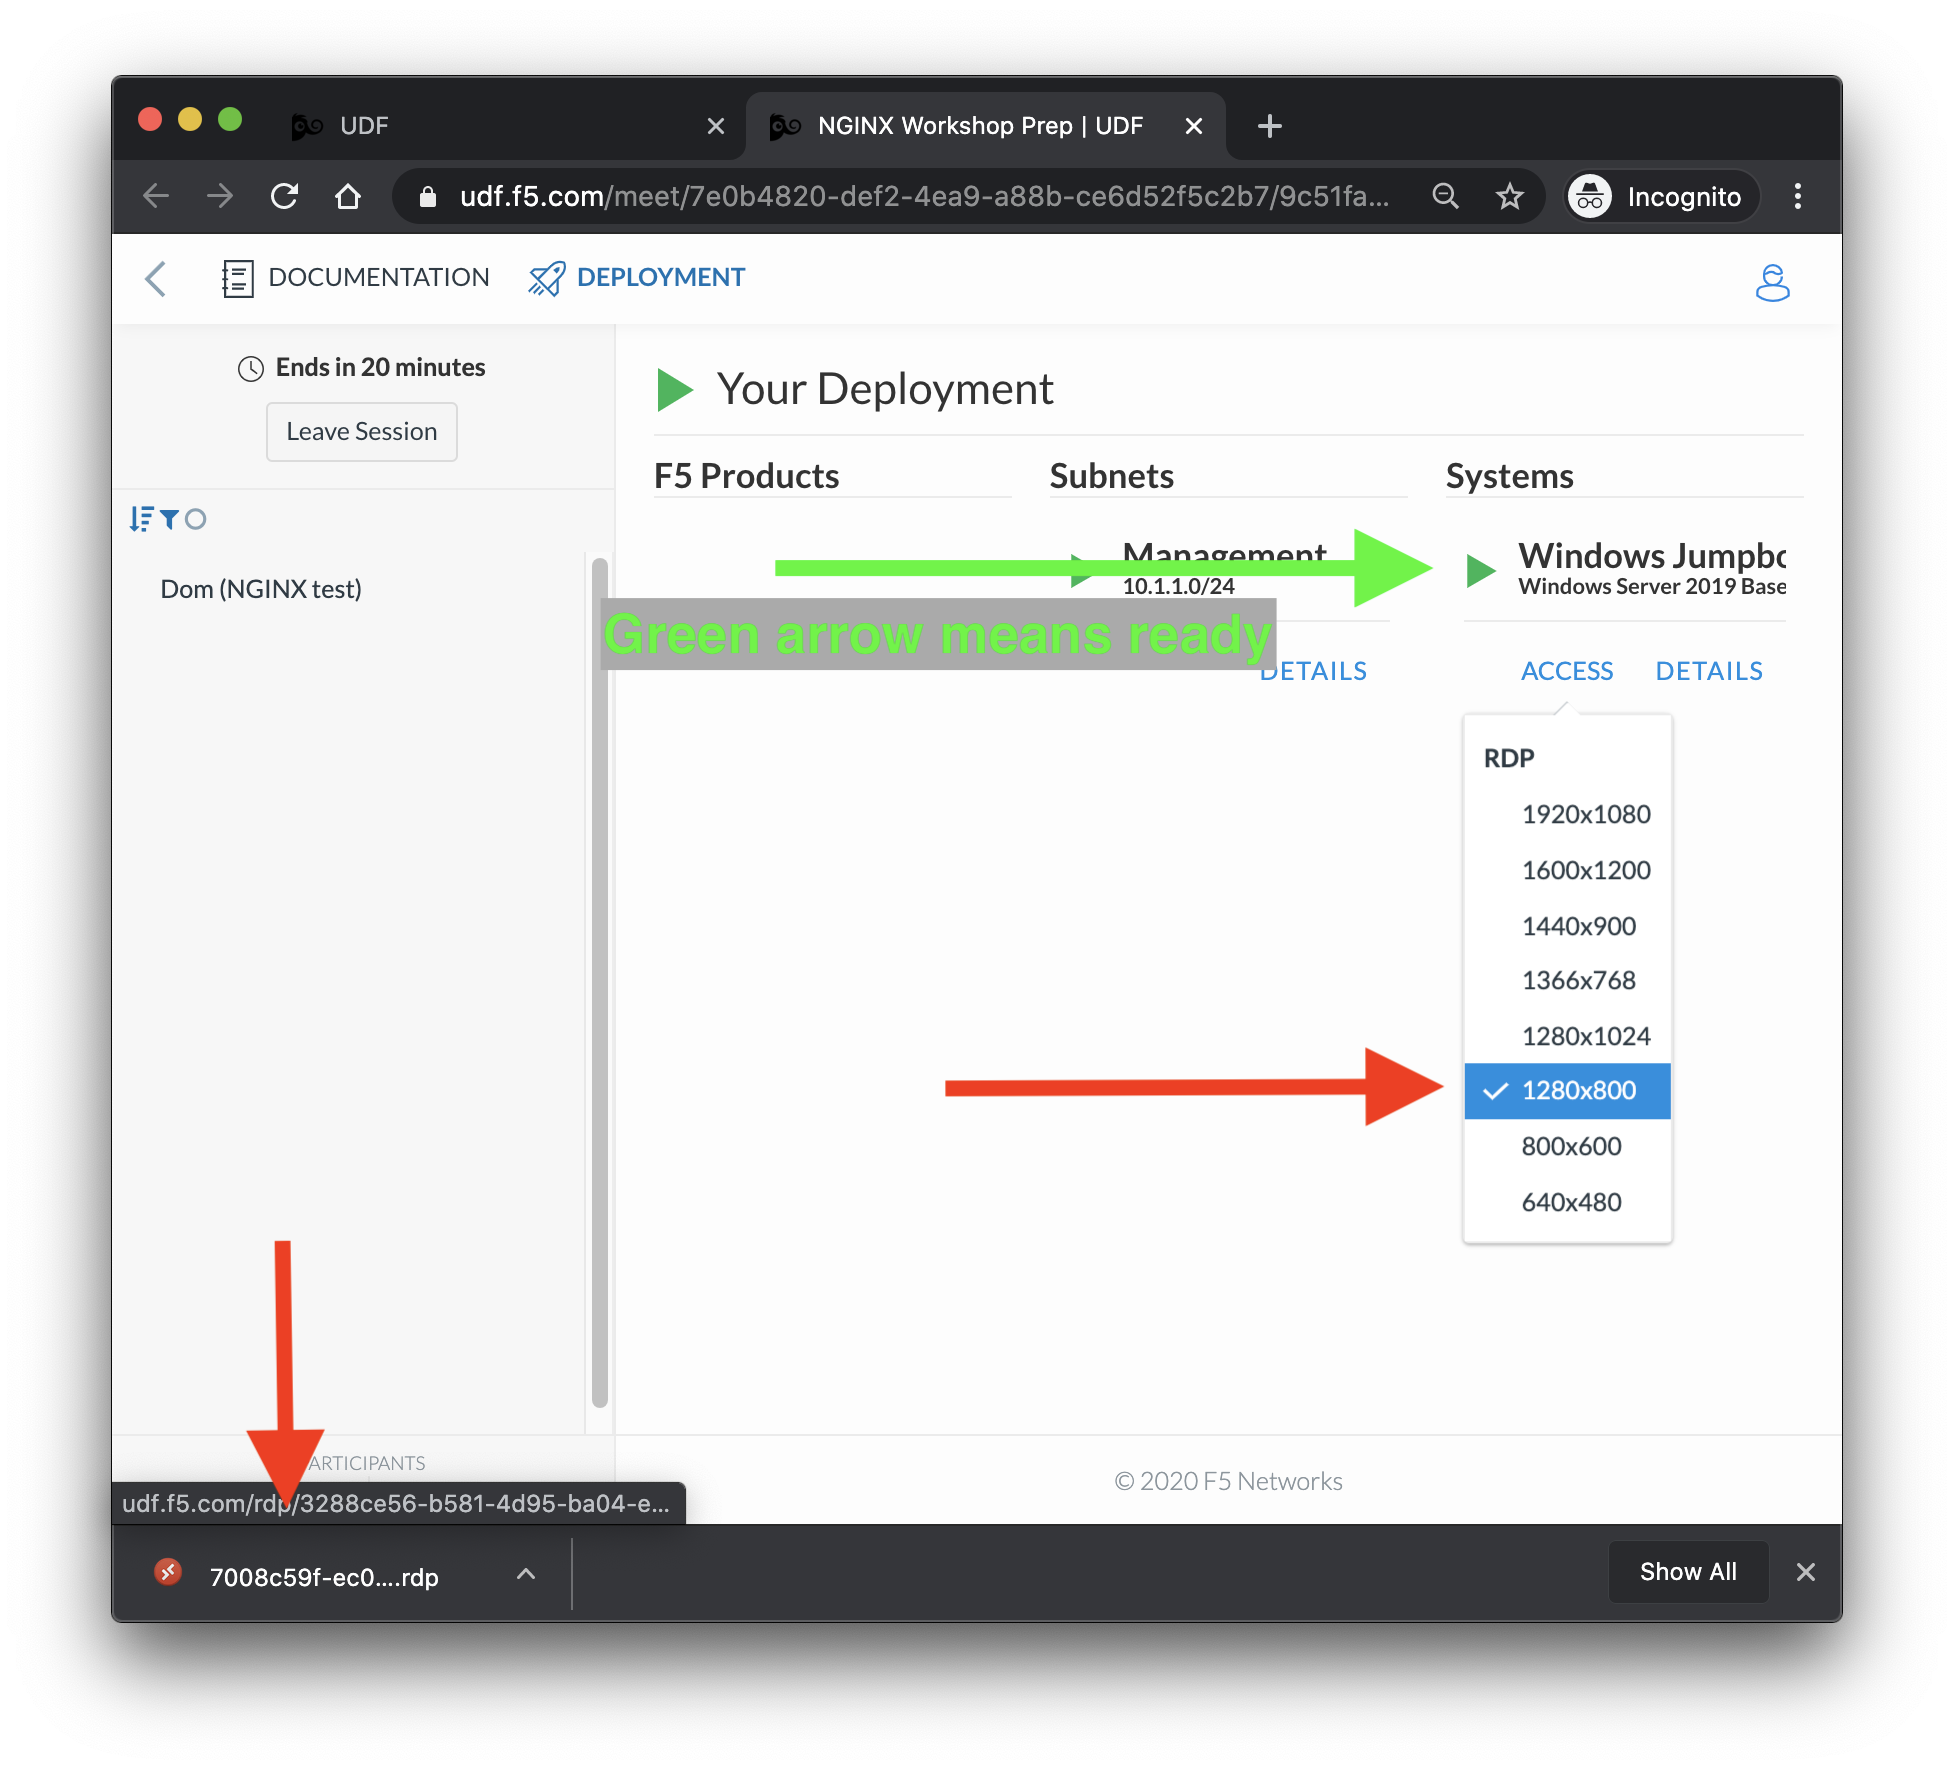 UDF
NGINX Workshop Prep | UDF
udf.f5.com/meet/7e0b4820-def2-4ea9-a88b-ce6d52f5c2b7/9c51fa...
Incognito
DOCUMENTATION
DEPLOYMENT
Ends in 20 minutes
Leave Session
Dom (NGINX test)
Your Deployment
F5 Products
Subnets
Systems
Management
10.1.1.0/24
Windows Jumpbo
Windows Server 2019 Base
Green arrow means ready
DETAILS
ACCESS
DETAILS
RDP
1920x1080
1600x1200
1440x900
1366x768
1280x1024
1280x800
800x600
640x480
ARTICIPANTS
© 2020 F5 Networks
udf.f5.com/rdp/3288ce56-b581-4d95-ba04-e...
7008c59f-ec0....rdp
Show All